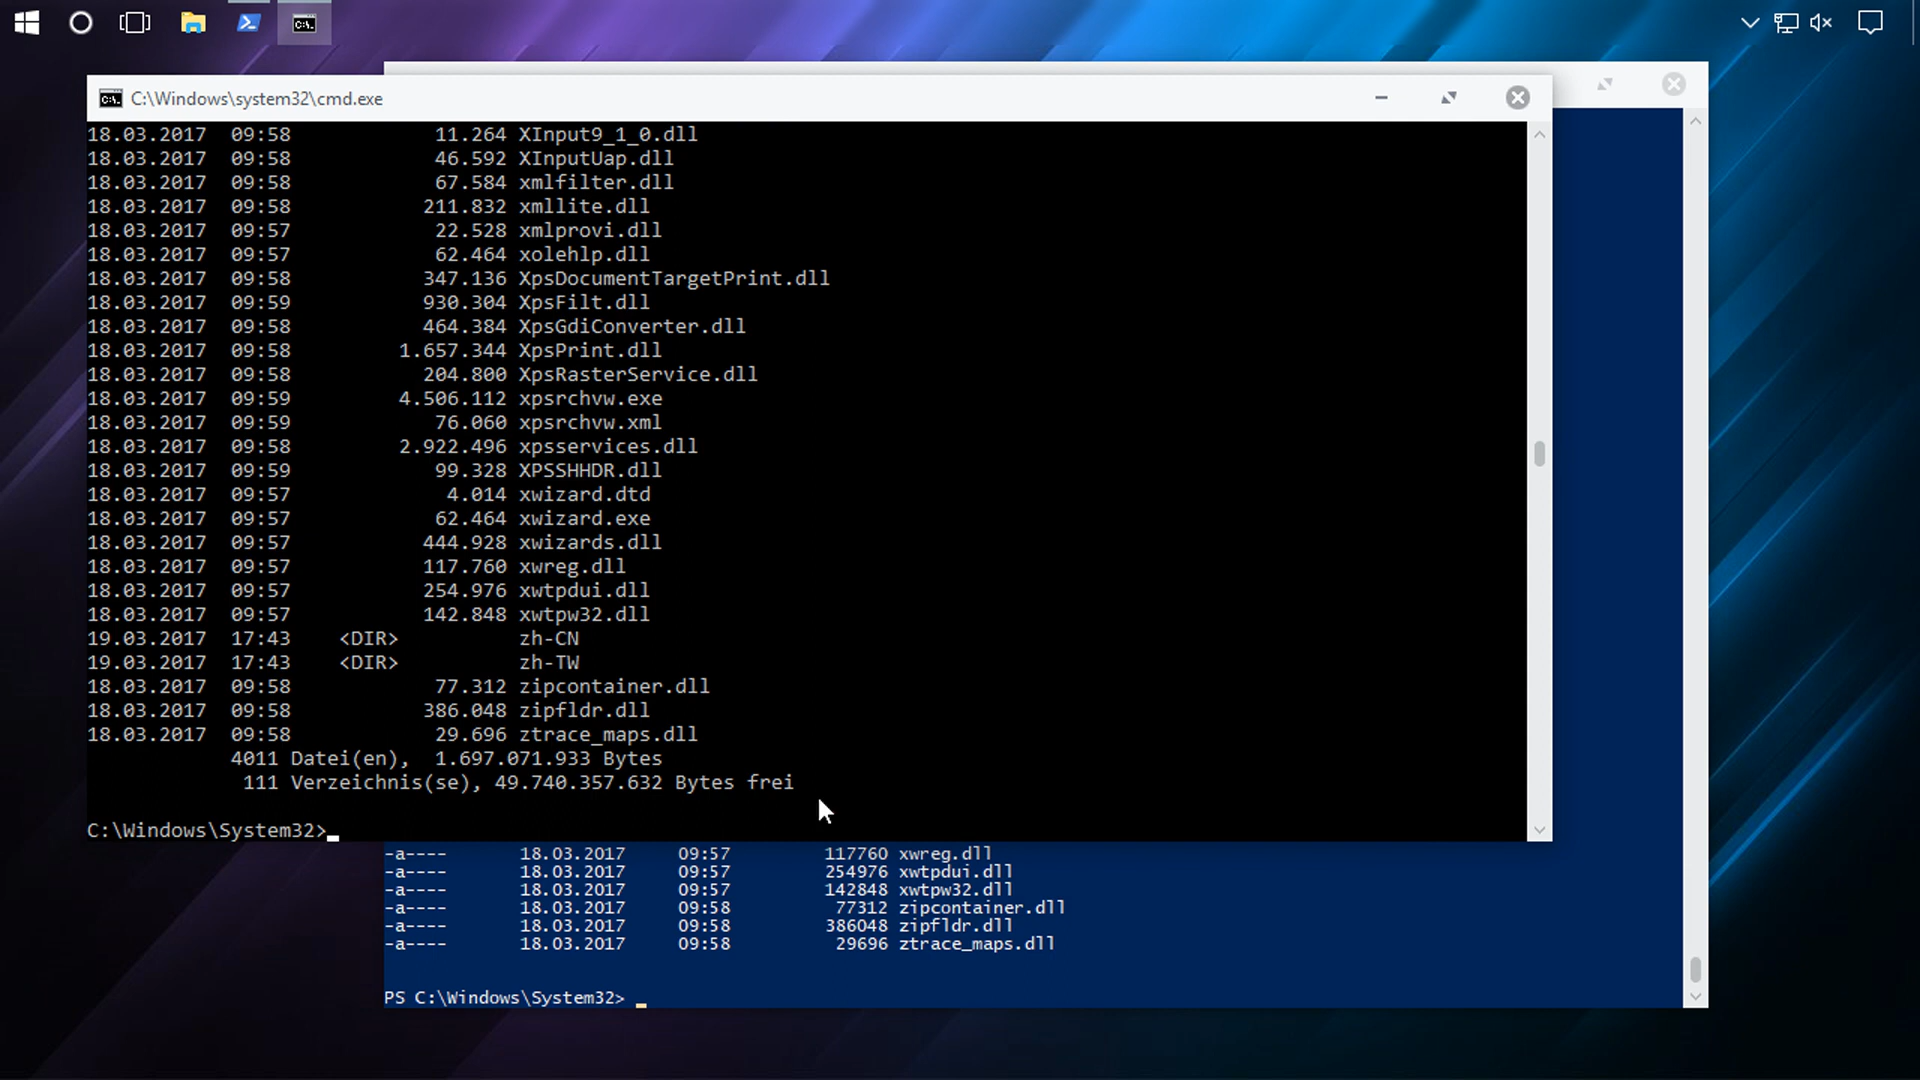 C:\Windows\system32\cmd.exe
18.03.2017  09:58            11.264 XInput9_1_0.dll
18.03.2017  09:58            46.592 XInputUap.dll
18.03.2017  09:58            67.584 xmlfilter.dll
18.03.2017  09:58           211.832 xmllite.dll
18.03.2017  09:57            22.528 xmlprovi.dll
18.03.2017  09:57            62.464 xolehlp.dll
18.03.2017  09:58           347.136 XpsDocumentTargetPrint.dll
18.03.2017  09:59           930.304 XpsFilt.dll
18.03.2017  09:58           464.384 XpsGdiConverter.dll
18.03.2017  09:58         1.657.344 XpsPrint.dll
18.03.2017  09:58           204.800 XpsRasterService.dll
18.03.2017  09:59         4.506.112 xpsrchvw.exe
18.03.2017  09:59            76.060 xpsrchvw.xml
18.03.2017  09:58         2.922.496 xpsservices.dll
18.03.2017  09:59            99.328 XPSSHHDR.dll
18.03.2017  09:57             4.014 xwizard.dtd
18.03.2017  09:57            62.464 xwizard.exe
18.03.2017  09:57           444.928 xwizards.dll
18.03.2017  09:57           117.760 xwreg.dll
18.03.2017  09:57           254.976 xwtpdui.dll
18.03.2017  09:57           142.848 xwtpw32.dll
19.03.2017  17:43    <DIR>          zh-CN
19.03.2017  17:43    <DIR>          zh-TW
18.03.2017  09:58            77.312 zipcontainer.dll
18.03.2017  09:58           386.048 zipfldr.dll
18.03.2017  09:58            29.696 ztrace_maps.dll
4011 Datei(en),  1.697.071.933 Bytes
111 Verzeichnis(se), 49.740.357.632 Bytes frei
C:\Windows\System32>
-a----       18.03.2017     09:57         117760 xwreg.dll
-a----       18.03.2017     09:57         254976 xwtpdui.dll
-a----       18.03.2017     09:57         142848 xwtpw32.dll
-a----       18.03.2017     09:58          77312 zipcontainer.dll
-a----       18.03.2017     09:58         386048 zipfldr.dll
-a----       18.03.2017     09:58          29696 ztrace_maps.dll
PS C:\Windows\System32>